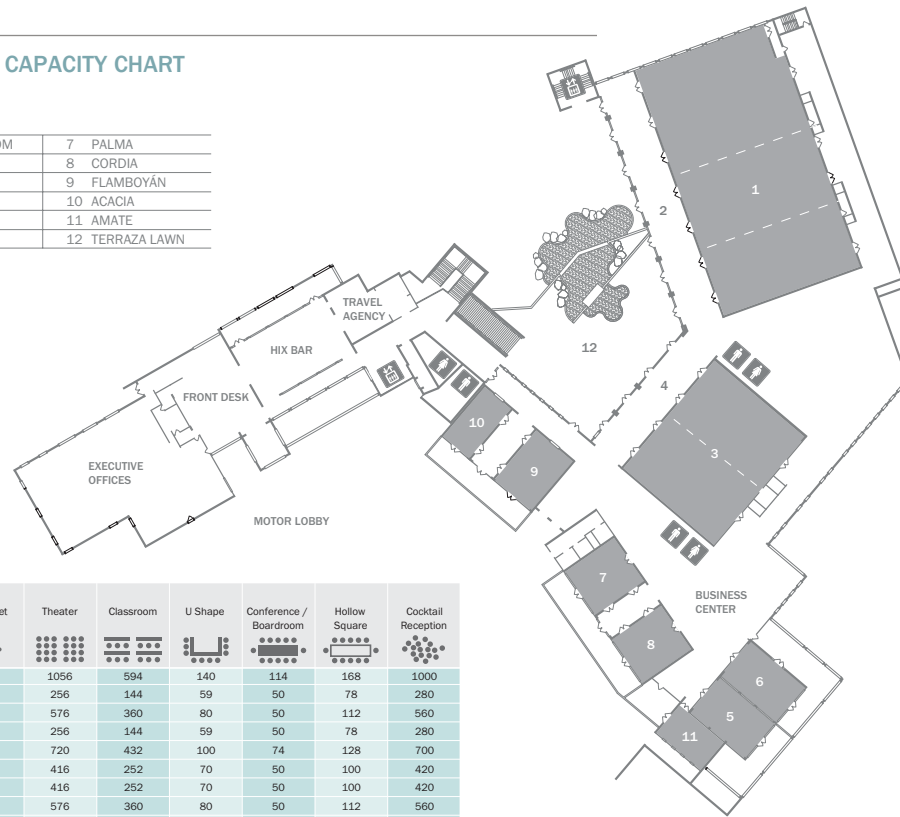 CAPACITY CHART
7 PALMA
8 CORDIA
9 FLAMBOYÁN
10 ACACIA
11 AMATE
12 TERRAZA LAWN
1
2
TRAVEL
AGENCY
HIX BAR
12
4
FRONT DESK
10
3
9
EXECUTIVE
OFFICES
MOTOR LOBBY
7
BUSINESS
CENTER
8
6
5
11
Theater Classroom U Shape Conference / Boardroom Hollow Square Cocktail Reception
1056 594 140 114 168 1000
256 144 59 50 78 280
576 360 80 50 112 560
256 144 59 50 78 280
720 432 100 74 128 700
416 252 70 50 100 420
416 252 70 50 100 420
576 360 80 50 112 560